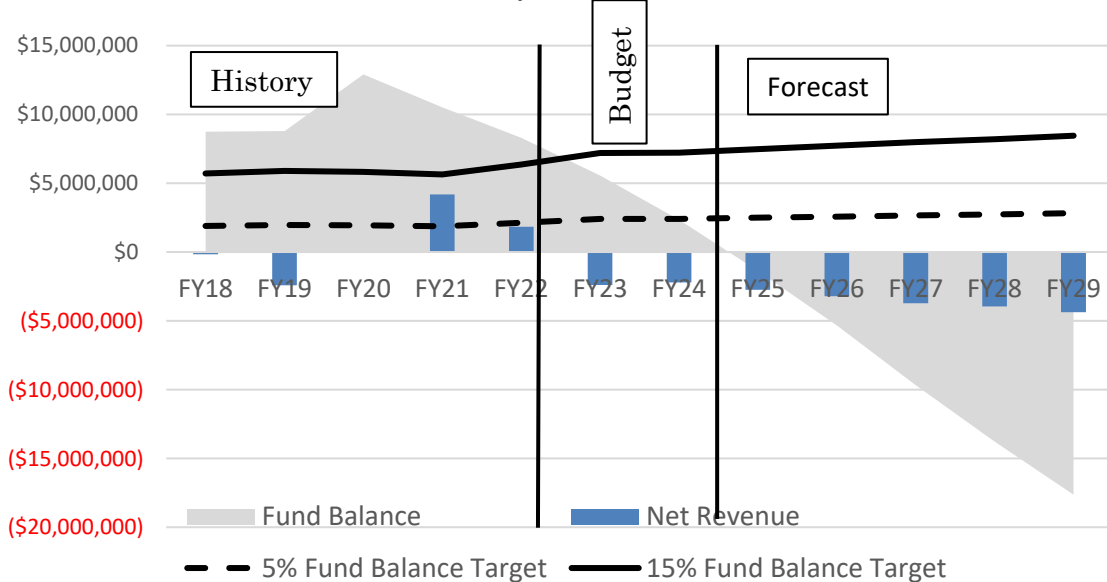 $15,000,000
$10,000,000
$5,000,000
$0
($5,000,000)
($10,000,000)
($15,000,000)
($20,000,000)
History
Budget
Forecast
FY18 FY19 FY20 FY21 FY22 FY23 FY24 FY25 FY26 FY27 FY28 FY29
Fund Balance Net Revenue
5% Fund Balance Target 15% Fund Balance Target